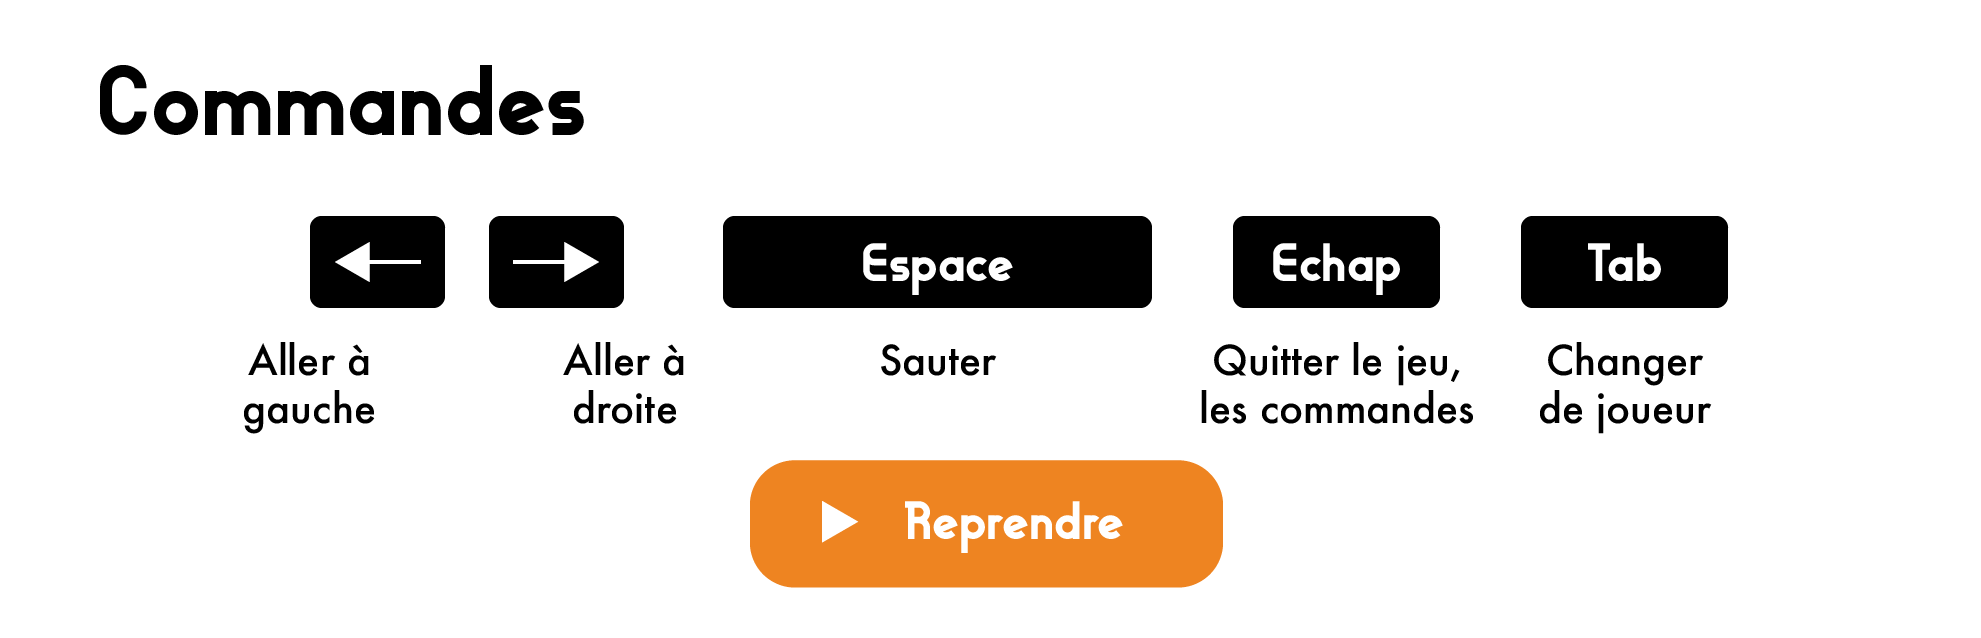 Commandes
Espace
Echap
Tab
Aller à
gauche
Aller à
droite
Sauter
Quitter le jeu,
les commandes
Changer
de joueur
Reprendre